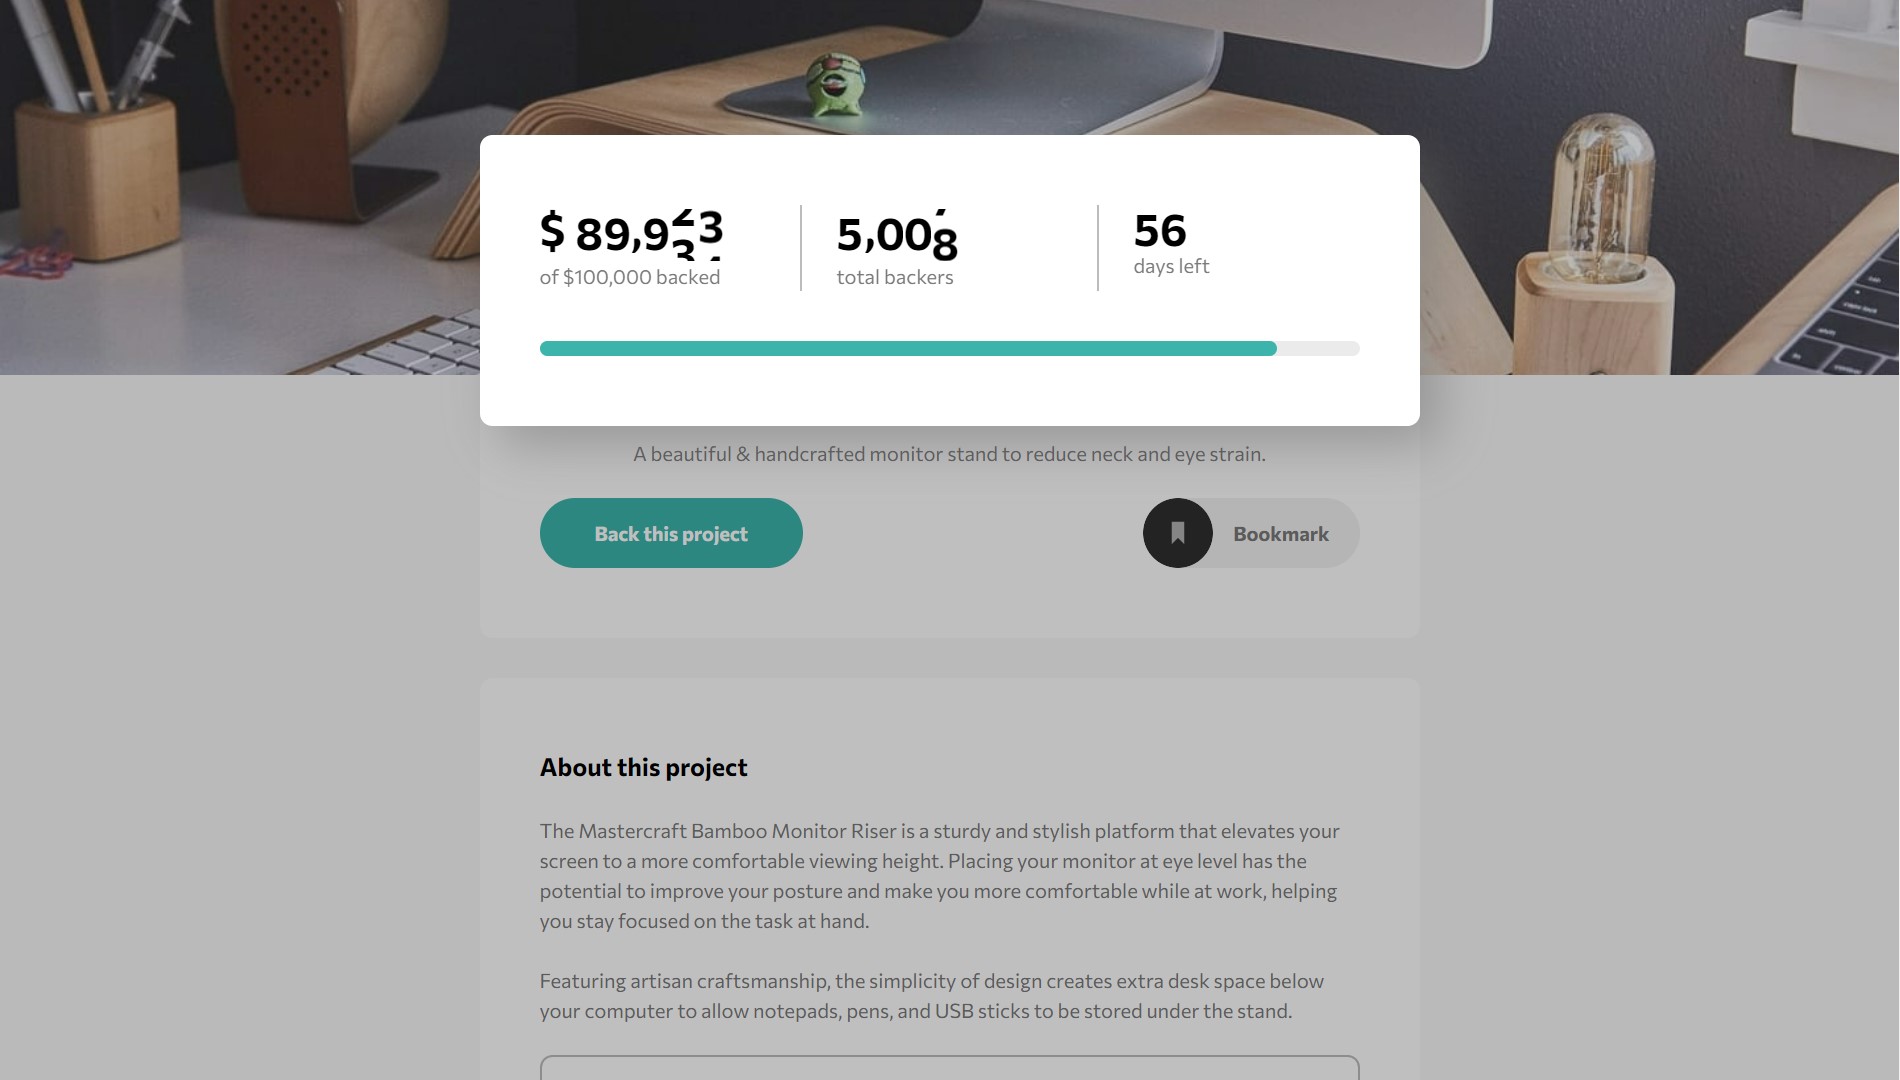 $ 89,9
5,00
56
of $100,000 backed
total backers
days left
A beautiful & handcrafted monitor stand to reduce neck and eye strain.
Back this project
Bookmark
About this project
The Mastercraft Bamboo Monitor Riser is a sturdy and stylish platform that elevates your
screen to a more comfortable viewing height. Placing your monitor at eye level has the
potential to improve your posture and make you more comfortable while at work, helping
you stay focused on the task at hand.
Featuring artisan craftsmanship, the simplicity of design creates extra desk space below
your computer to allow notepads, pens, and USB sticks to be stored under the stand.